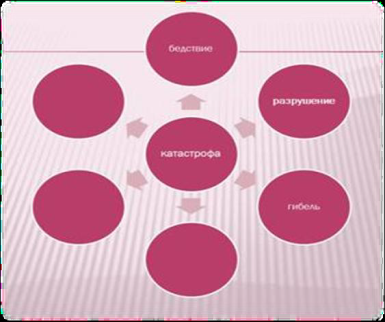 бедствие
разрушение
катастрофа
гибель